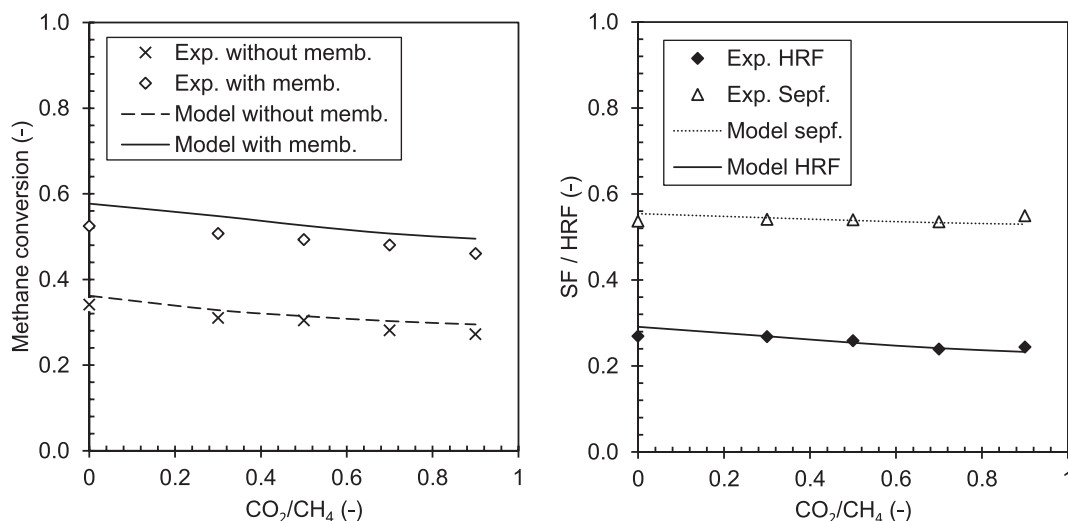 1.0
0.8
0.6
0.4
0.2
0.0
Methane conversion (-)
Exp. without memb.
Exp. with memb.
Model without memb.
Model with memb.
0 0.2 0.4 0.6 0.8 1
CO₂/CH₄ (-)
1.0
0.8
0.6
0.4
0.2
0.0
SF / HRF (-)
Exp. HRF
Exp. Sepf.
Model sepf.
Model HRF
0 0.2 0.4 0.6 0.8 1
CO₂/CH₄ (-)